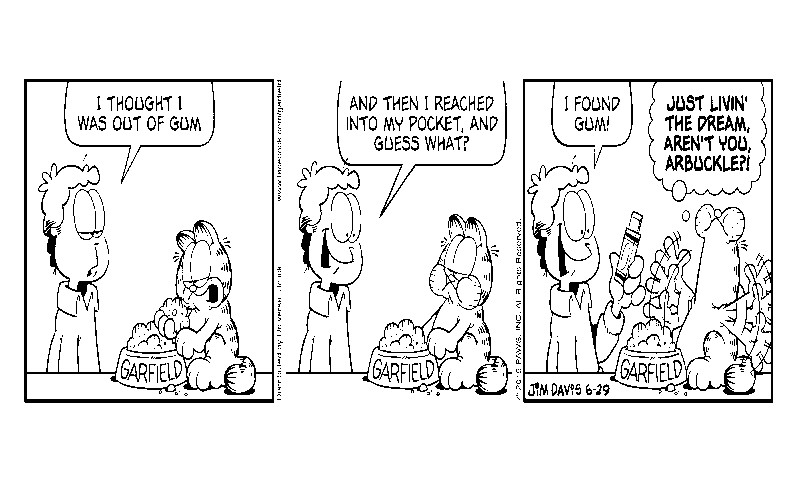 I THOUGHT I
WAS OUT OF GUM
GARFIELD
AND THEN I REACHED
INTO MY POCKET, AND
GUESS WHAT?
GARFIELD
I FOUND
GUM!
JUST LIVIN'
THE DREAM,
AREN'T YOU,
ARBUCKLE?!
GARFIELD
JIM DAVIS 6-29